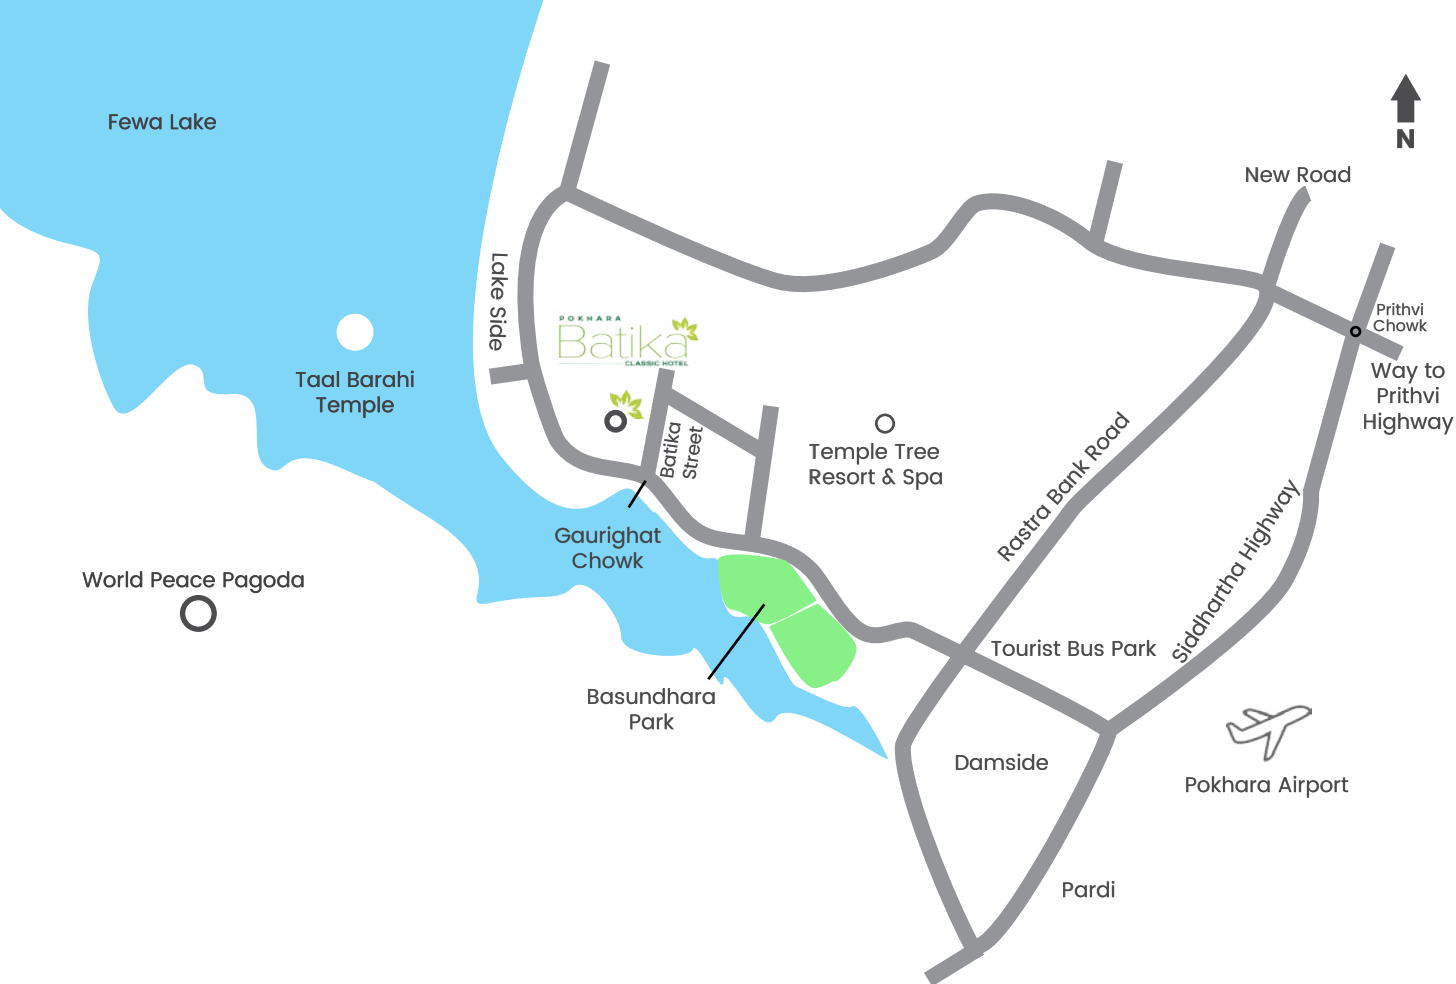 Fewa Lake
N
New Road
Lake Side
POKHARA
Batika
CLASSIC HOTEL
Prithvi
Chowk
Way to
Prithvi
Highway
Taal Barahi
Temple
Batika
Street
Temple Tree
Resort & Spa
Rastra Bank Road
Siddhartha Highway
Gaurighat
Chowk
World Peace Pagoda
Tourist Bus Park
Basundhara
Park
Damside
Pokhara Airport
Pardi